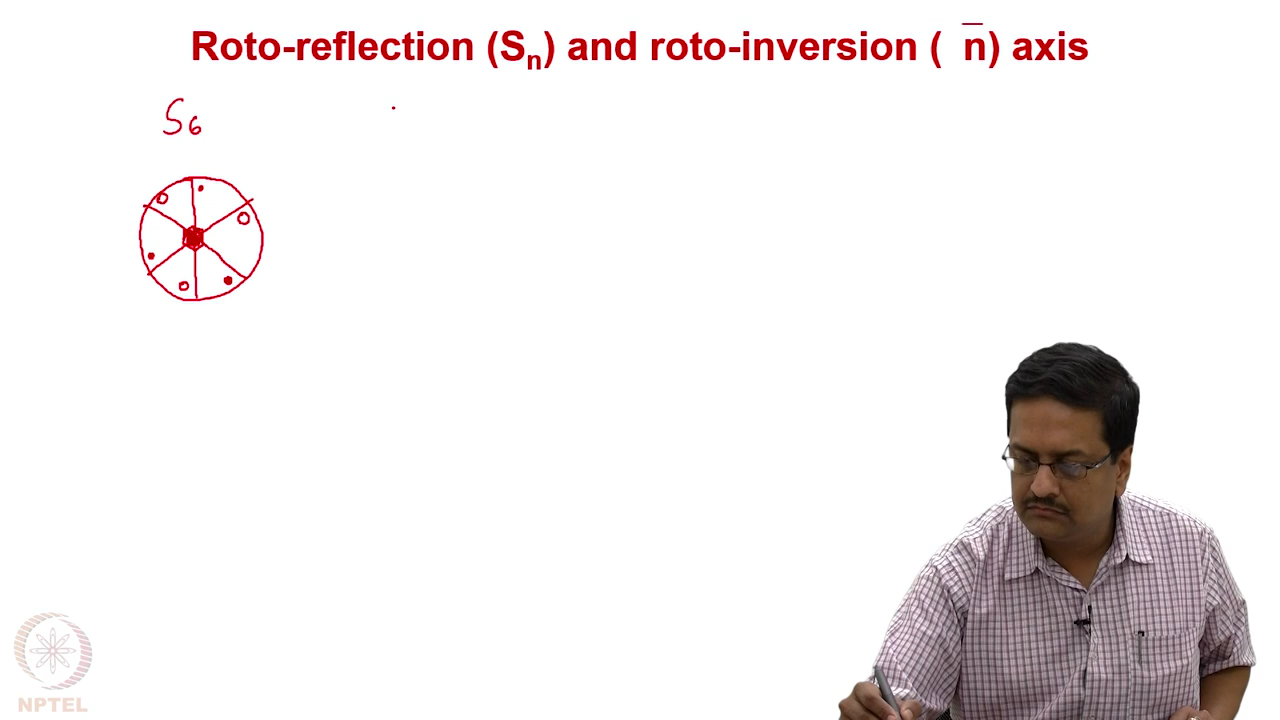 Roto-reflection (Sn) and roto-inversion ( n̅) axis
S6
NPTEL